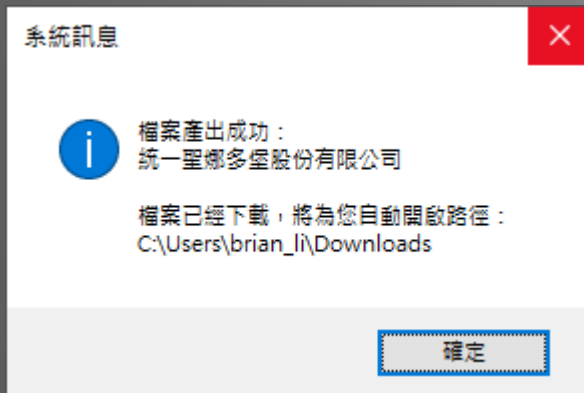 系統訊息
檔案產出成功：
統一聖娜多堡股份有限公司
檔案已經下載，將為您自動開啟路徑：
C:\Users\brian_li\Downloads
確定